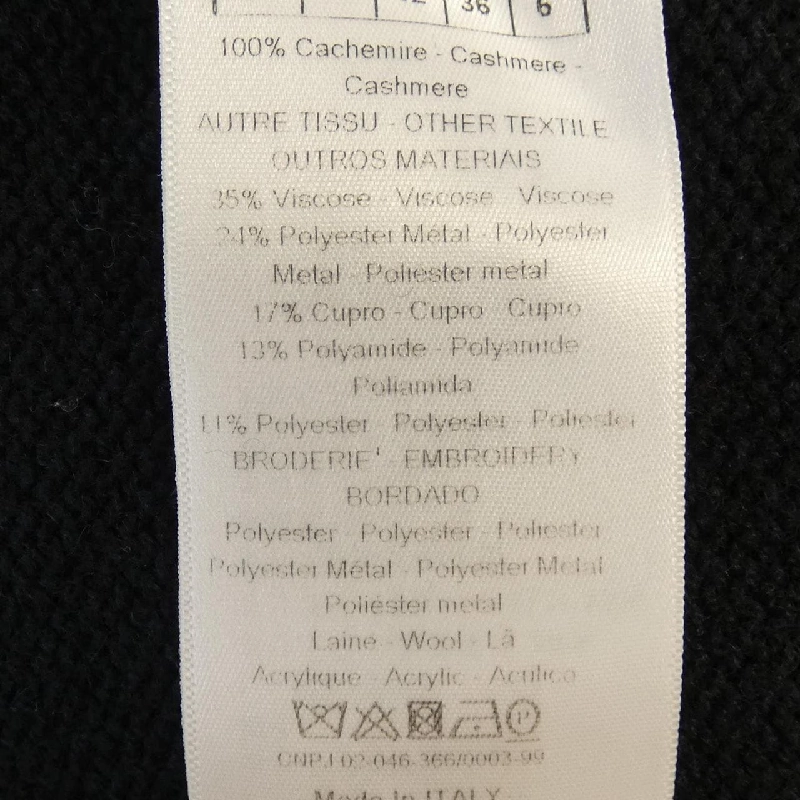 36 6
100% Cachemire - Cashmere -
Cashmere
AUTRE TISSU - OTHER TEXTILE
OUTROS MATERIAIS
35% Viscose - Viscose Viscose
24% Polyester Métal - Polyester
Metal - Poliester metal
17% Cupro - Cupro Cupro
13% Polyamide - Polyamide
Poliamida
11% Polyester - Polyester - Poliester
BRODERIE' - EMBROIDERY
BORDADO
Polyester - Polyester - Poliester
Polyester Métal - Polyester Metal
Poliéster metal
Laine - Wool - Lã
Acrylique - Acrylic - Acrílico
P
CNPJ 02-046-366/0003-99
Made in ITALY